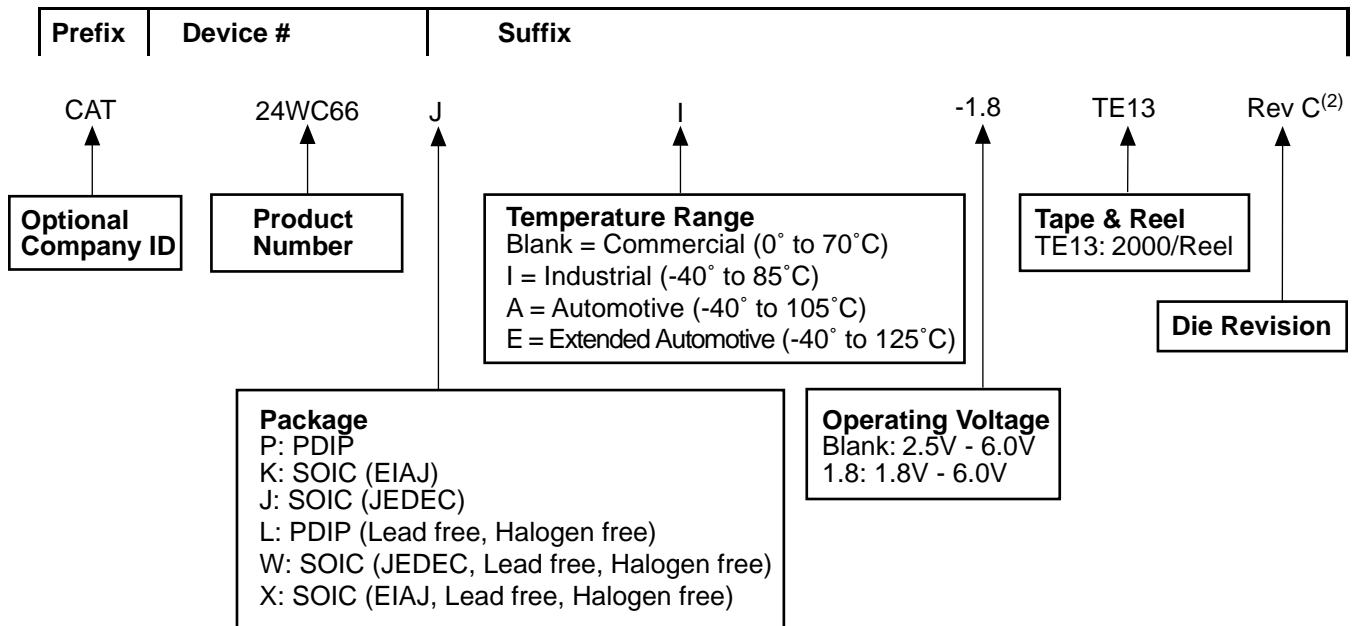 Prefix Device # Suffix
CAT 24WC66 J I -1.8 TE13 Rev C(2)
Optional
Company ID
Product
Number
Temperature Range
Blank = Commercial (0˚ to 70˚C)
I = Industrial (-40˚ to 85˚C)
A = Automotive (-40˚ to 105˚C)
E = Extended Automotive (-40˚ to 125˚C)
Tape & Reel
TE13: 2000/Reel
Die Revision
Package
P: PDIP
K: SOIC (EIAJ)
J: SOIC (JEDEC)
L: PDIP (Lead free, Halogen free)
W: SOIC (JEDEC, Lead free, Halogen free)
X: SOIC (EIAJ, Lead free, Halogen free)
Operating Voltage
Blank: 2.5V - 6.0V
1.8: 1.8V - 6.0V